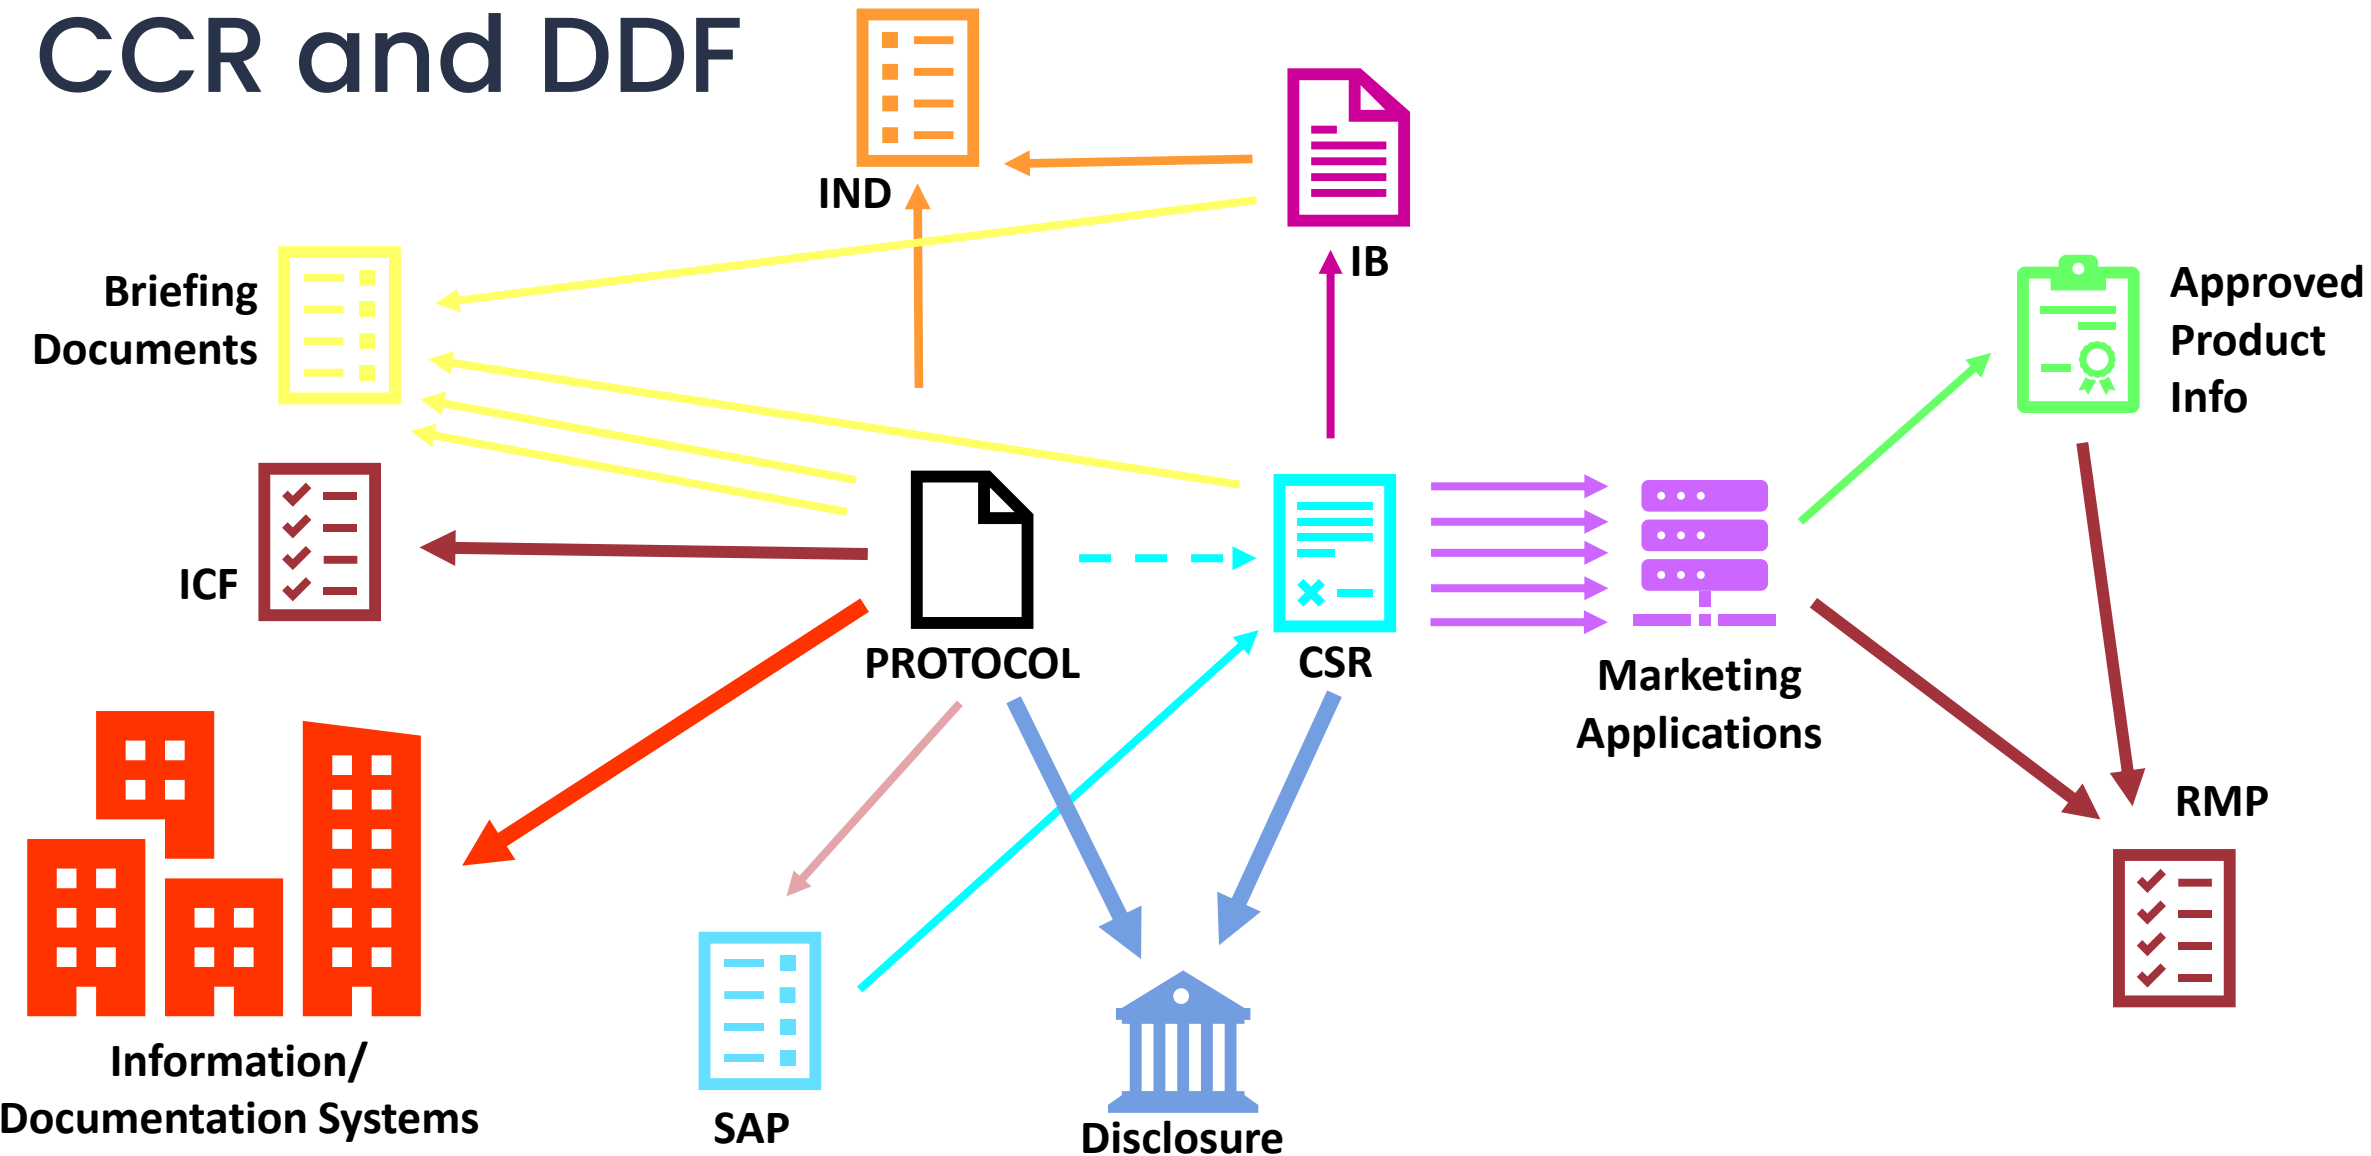 CCR and DDF
IND
IB
Briefing
Documents
Approved
Product
Info
ICF
PROTOCOL
CSR
Marketing
Applications
RMP
Information/
Documentation Systems
SAP
Disclosure